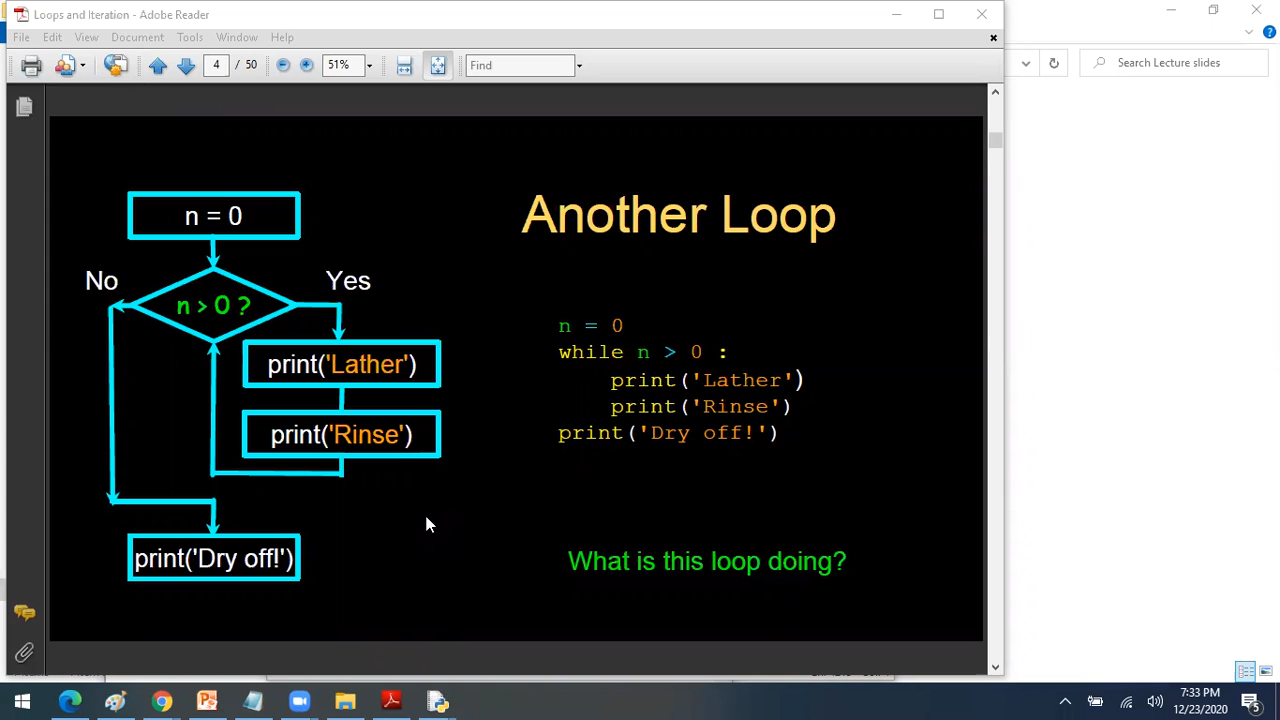 Loops and Iteration - Adobe Reader
File Edit View Document Tools Window Help
4 / 50 51% Find
Search Lecture slides
n = 0
Another Loop
No
Yes
n > 0 ?
n = 0
while n > 0 :
print('Lather')
print('Lather')
print('Rinse')
print('Rinse')
print('Dry off!')
print('Dry off!')
What is this loop doing?
7:33 PM
12/23/2020
5